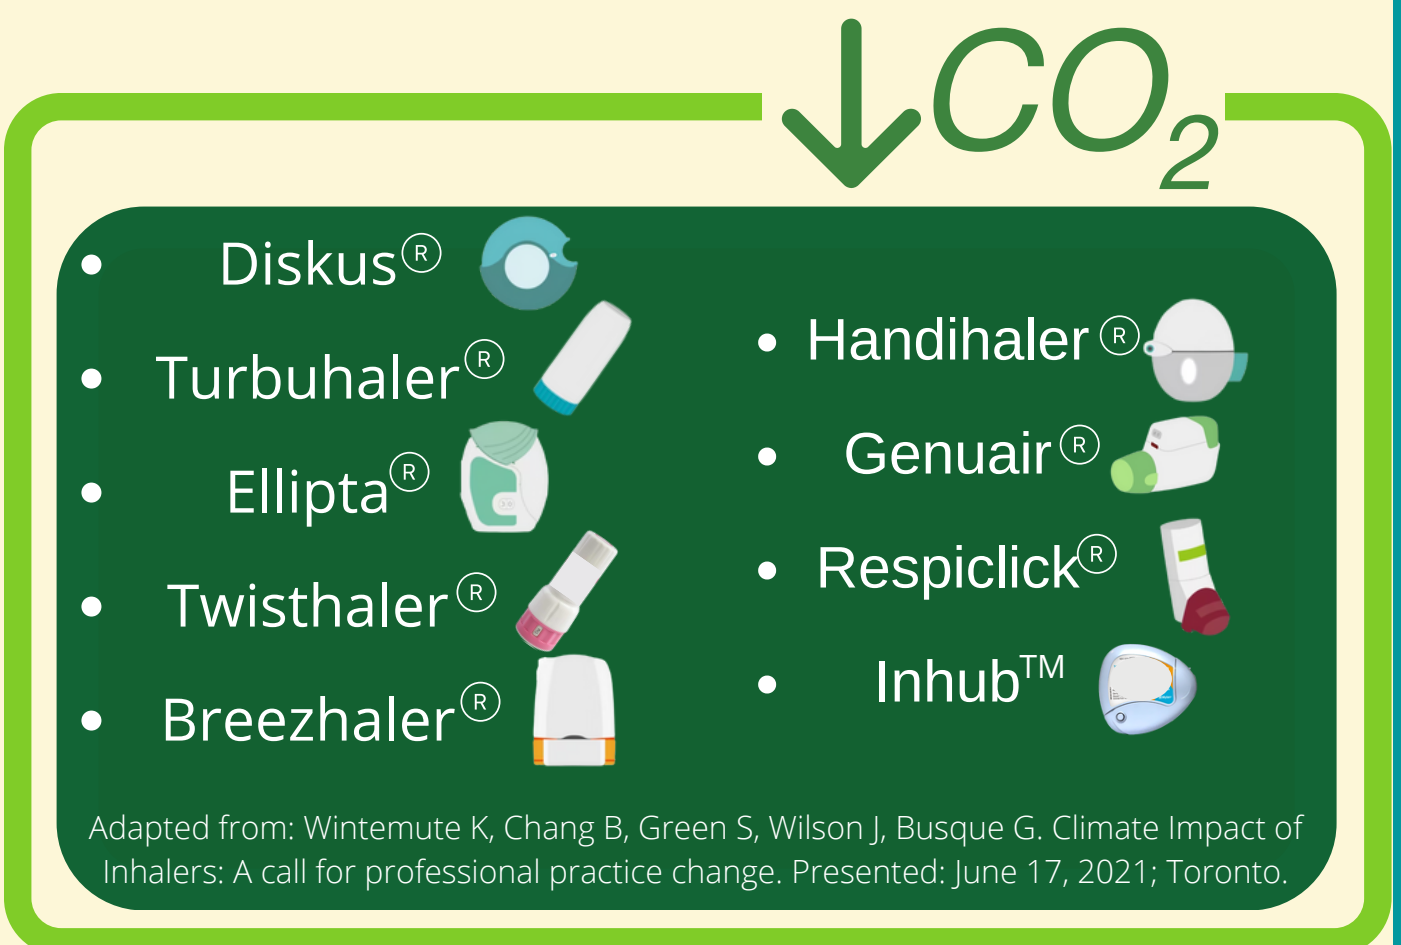 ↓CO₂
• Diskus®
• Turbuhaler®
• Ellipta®
• Twisthaler®
• Breezhaler®
• Handihaler®
• Genuair®
• Respiclick®
• Inhub™
Adapted from: Wintemute K, Chang B, Green S, Wilson J, Busque G. Climate Impact of
Inhalers: A call for professional practice change. Presented: June 17, 2021; Toronto.